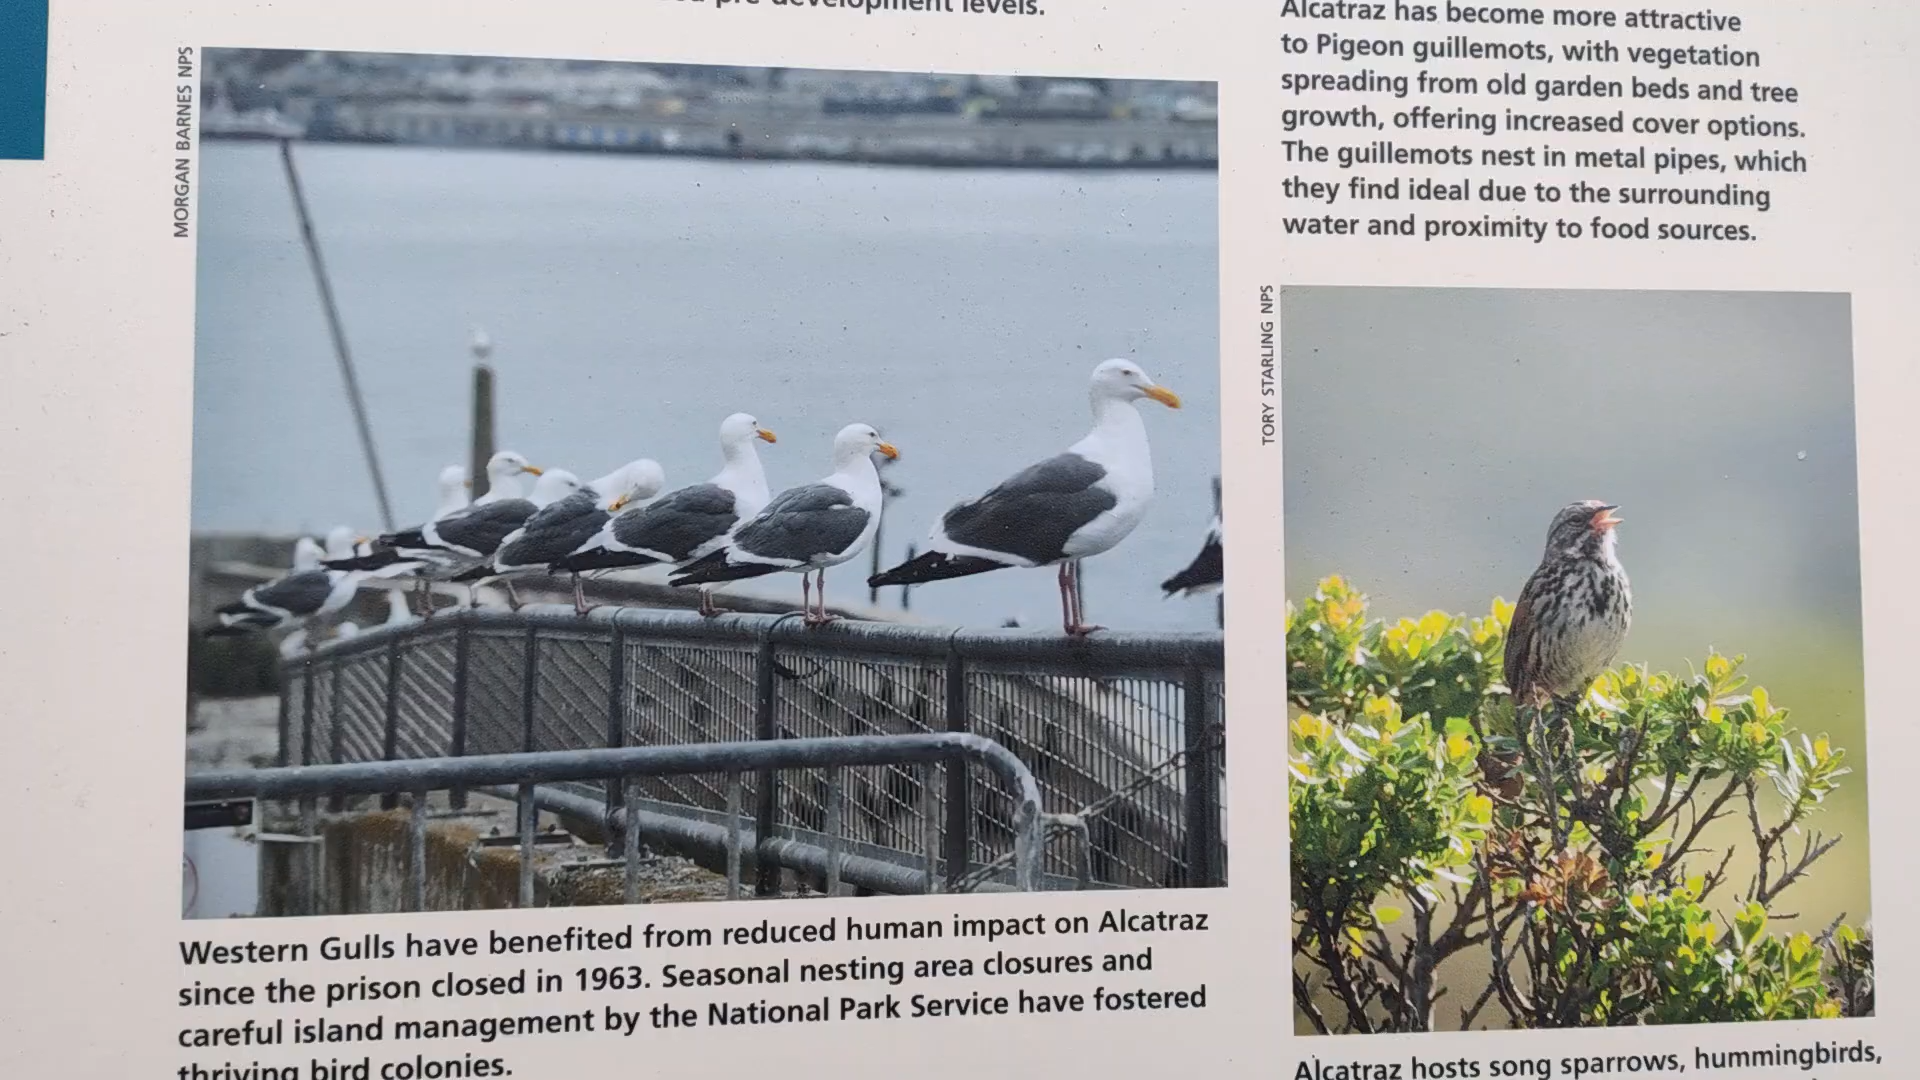 levels.
MORGAN BARNES NPS
Western Gulls have benefited from reduced human impact on Alcatraz
since the prison closed in 1963. Seasonal nesting area closures and
careful island management by the National Park Service have fostered
thriving bird colonies.
Alcatraz has become more attractive
to Pigeon guillemots, with vegetation
spreading from old garden beds and tree
growth, offering increased cover options.
The guillemots nest in metal pipes, which
they find ideal due to the surrounding
water and proximity to food sources.
TORY STARLING NPS
Alcatraz hosts song sparrows, hummingbirds,